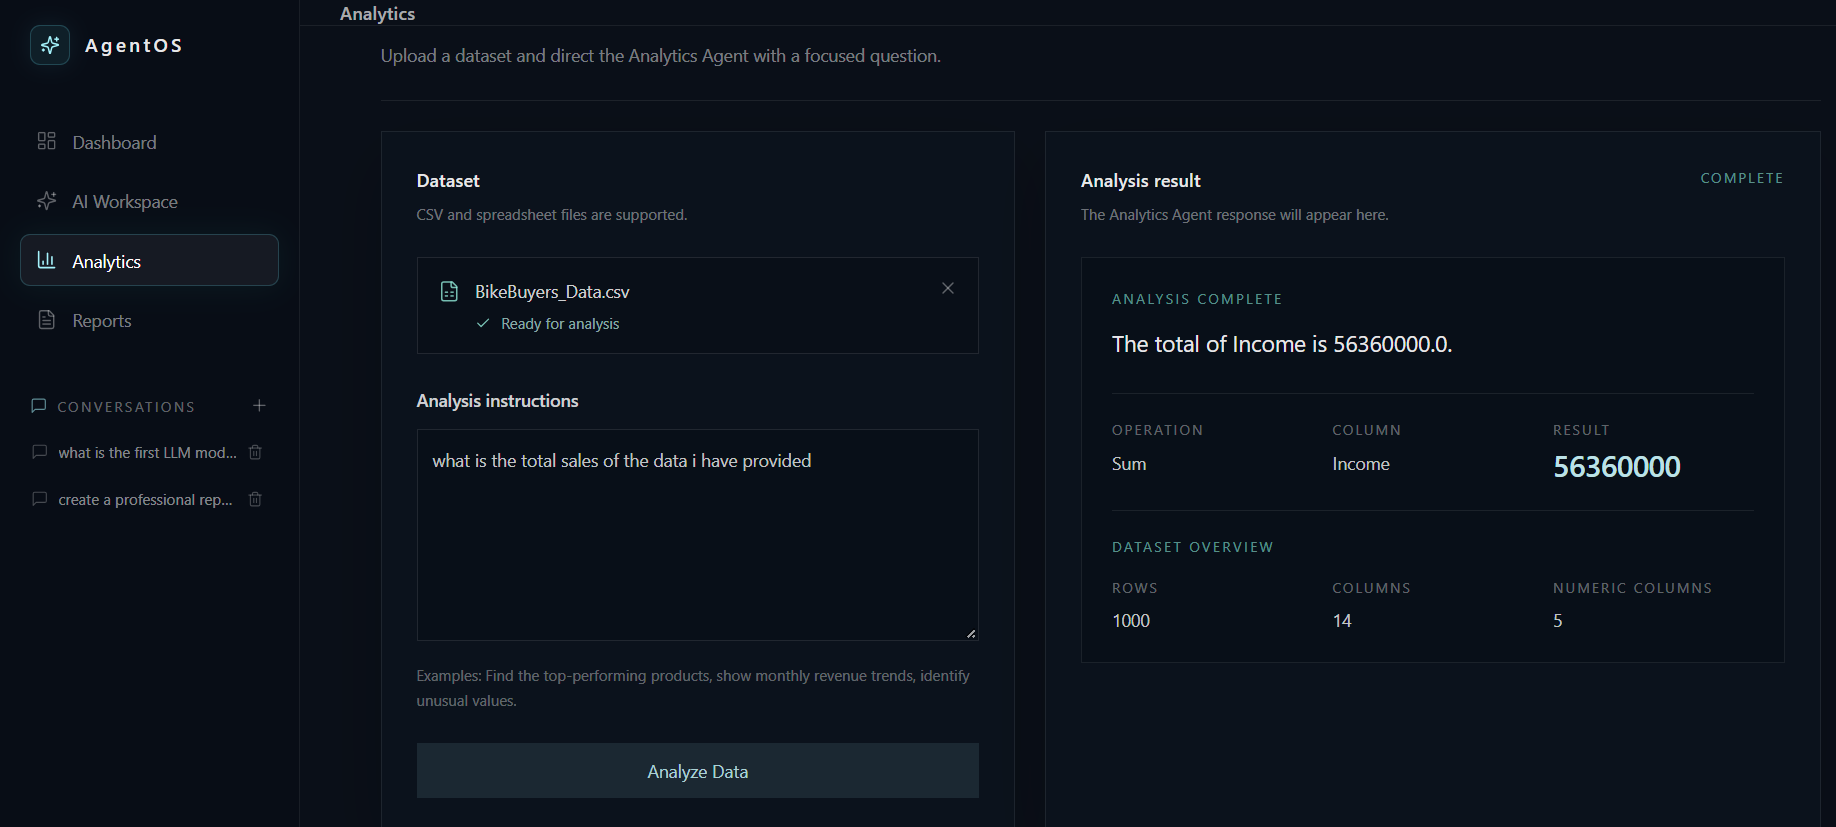 AgentOS
Dashboard
AI Workspace
Analytics
Reports
CONVERSATIONS
what is the first LLM mod...
create a professional rep...
Analytics
Upload a dataset and direct the Analytics Agent with a focused question.
Dataset
CSV and spreadsheet files are supported.
BikeBuyers_Data.csv
Ready for analysis
Analysis instructions
what is the total sales of the data i have provided
Examples: Find the top-performing products, show monthly revenue trends, identify
unusual values.
Analyze Data
Analysis result
COMPLETE
The Analytics Agent response will appear here.
ANALYSIS COMPLETE
The total of Income is 56360000.0.
OPERATION COLUMN RESULT
Sum Income 56360000
DATASET OVERVIEW
ROWS COLUMNS NUMERIC COLUMNS
1000 14 5